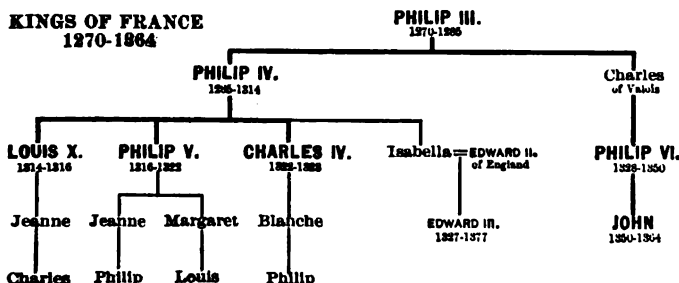 KINGS OF FRANCE
1270-1364
PHILIP III.
1270-1285
PHILIP IV.
1285-1314
Charles
of Valois
LOUIS X.
1314-1316
PHILIP V.
1316-1322
CHARLES IV.
1322-1328
Isabella=EDWARD II.
of England
PHILIP VI.
1328-1350
Jeanne
Jeanne
Margaret
Blanche
EDWARD III.
1327-1377
JOHN
1350-1364
Charles
Philip
Louis
Philip